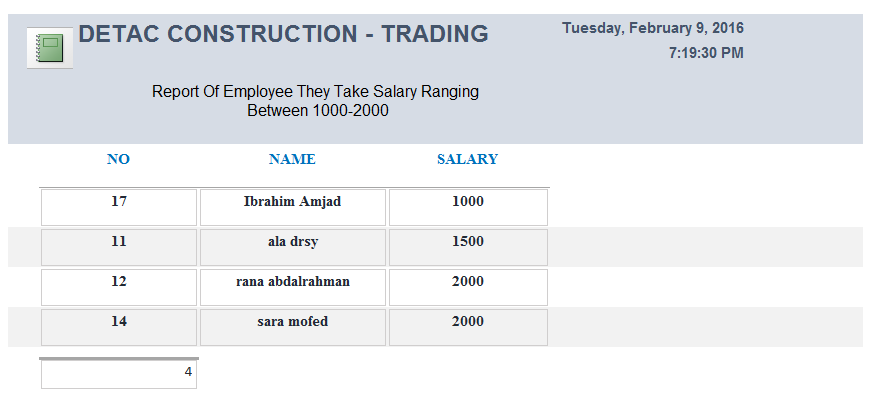 DETAC CONSTRUCTION - TRADING
Tuesday, February 9, 2016
7:19:30 PM
Report Of Employee They Take Salary Ranging
Between 1000-2000
NO NAME SALARY
17 Ibrahim Amjad 1000
11 ala drsy 1500
12 rana abdalrahman 2000
14 sara mofed 2000
4